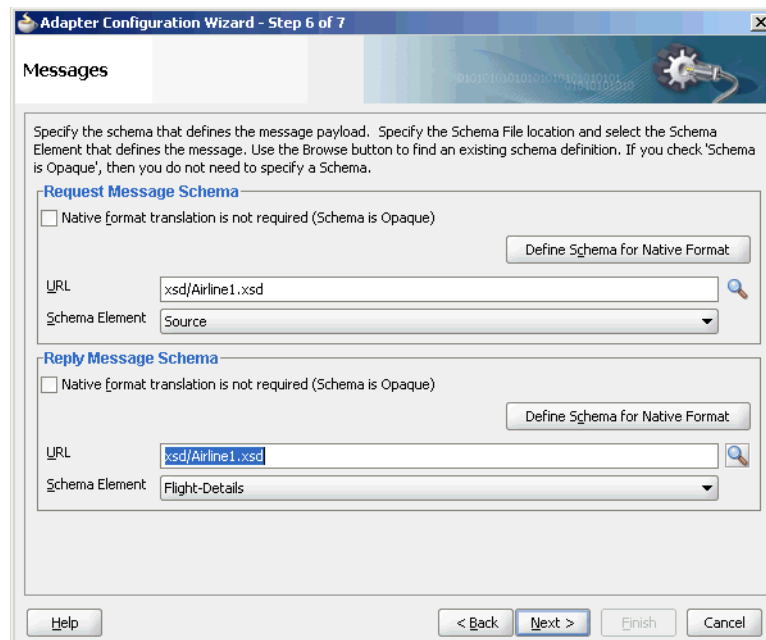 Adapter Configuration Wizard - Step 6 of 7
Messages
Specify the schema that defines the message payload. Specify the Schema File location and select the Schema
Element that defines the message. Use the Browse button to find an existing schema definition. If you check 'Schema
is Opaque', then you do not need to specify a Schema.
Request Message Schema
Native format translation is not required (Schema is Opaque)
Define Schema for Native Format
URL
xsd/Airline1.xsd
Schema Element
Source
Reply Message Schema
Native format translation is not required (Schema is Opaque)
Define Schema for Native Format
URL
xsd/Airline1.xsd
Schema Element
Flight-Details
Help
< Back
Next >
Finish
Cancel